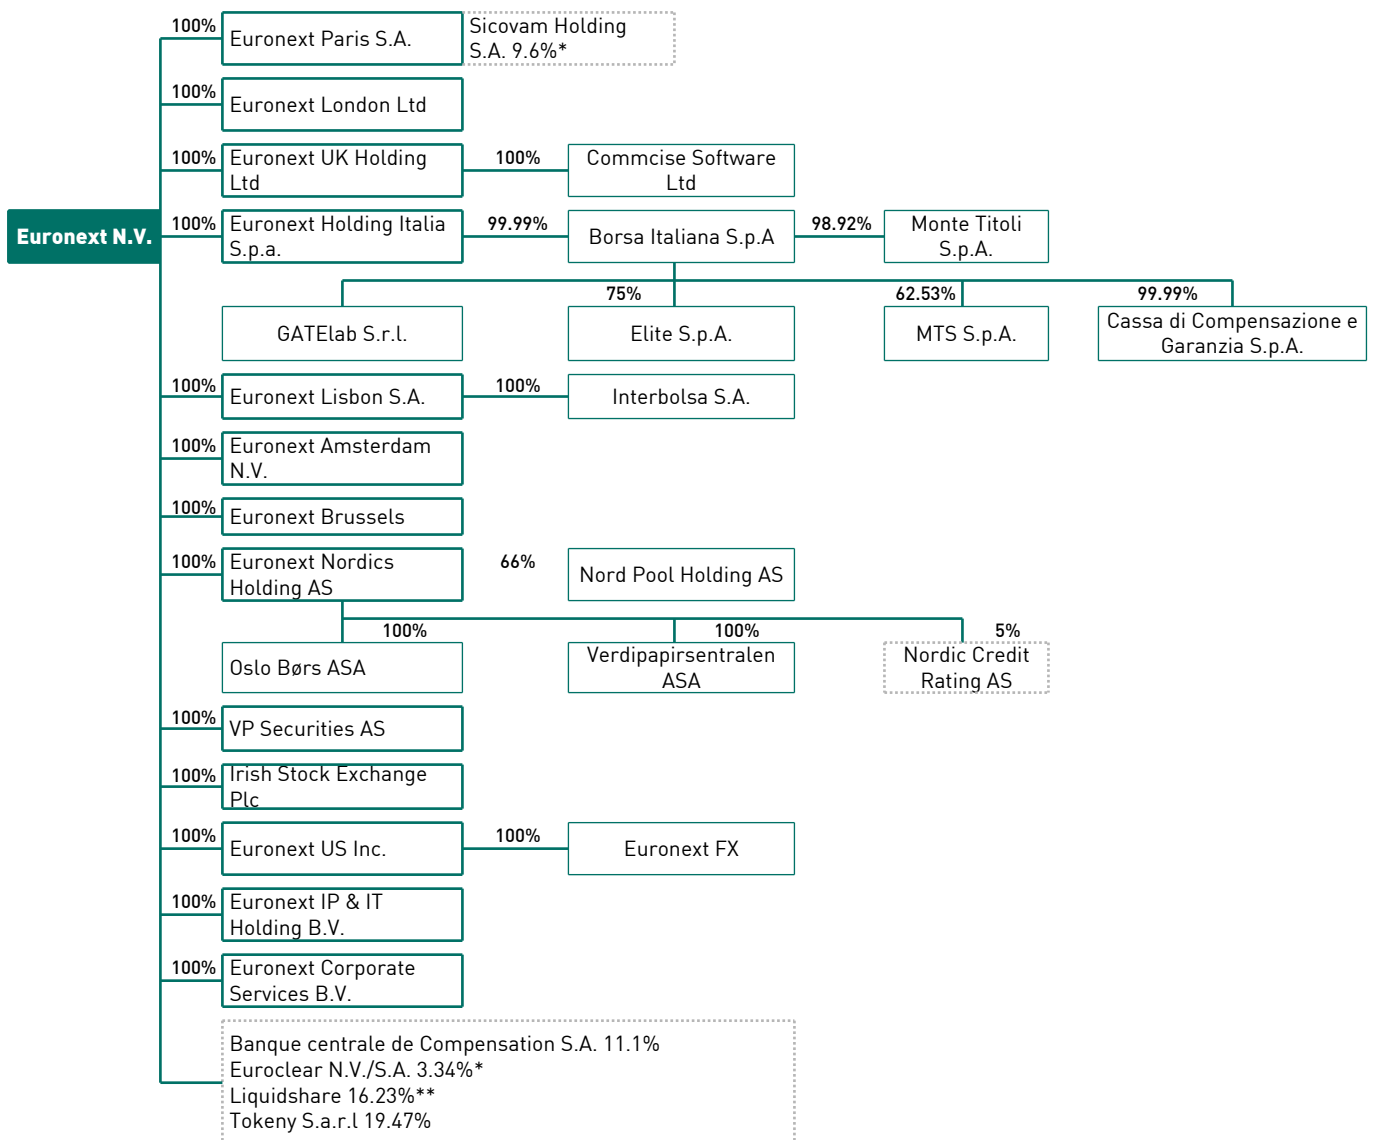 100%
Euronext Paris S.A.
Sicovam Holding
S.A. 9.6%*
100%
Euronext London Ltd
100%
Euronext UK Holding
Ltd
100%
Commcise Software
Ltd
Euronext N.V.
100%
Euronext Holding Italia
S.p.a.
99.99%
Borsa Italiana S.p.A
98.92%
Monte Titoli
S.p.A.
GATElab S.r.l.
75%
Elite S.p.A.
62.53%
MTS S.p.A.
99.99%
Cassa di Compensazione e
Garanzia S.p.A.
100%
Euronext Lisbon S.A.
100%
Interbolsa S.A.
100%
Euronext Amsterdam
N.V.
100%
Euronext Brussels
100%
Euronext Nordics
Holding AS
66%
Nord Pool Holding AS
100%
Oslo Børs ASA
100%
Verdipapirsentralen
ASA
5%
Nordic Credit
Rating AS
100%
VP Securities AS
100%
Irish Stock Exchange
Plc
100%
Euronext US Inc.
100%
Euronext FX
100%
Euronext IP & IT
Holding B.V.
100%
Euronext Corporate
Services B.V.
Banque centrale de Compensation S.A. 11.1%
Euroclear N.V./S.A. 3.34%*
Liquidshare 16.23%**
Tokeny S.a.r.l 19.47%